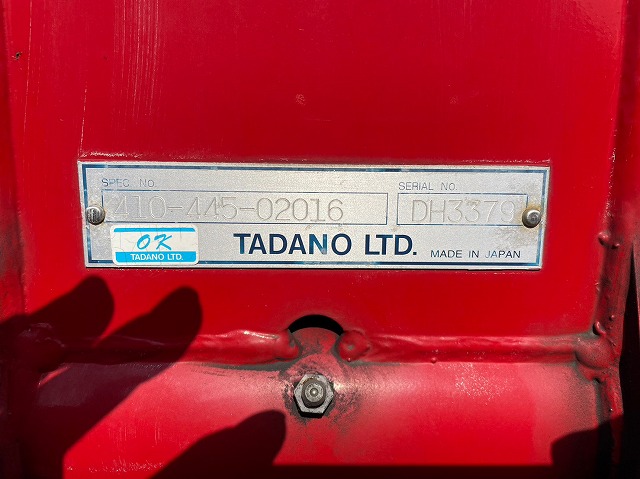 SPEC NO.
SERIAL NO.
410-445-02016
DH3379
OK
TADANO LTD.
TADANO LTD.
MADE IN JAPAN